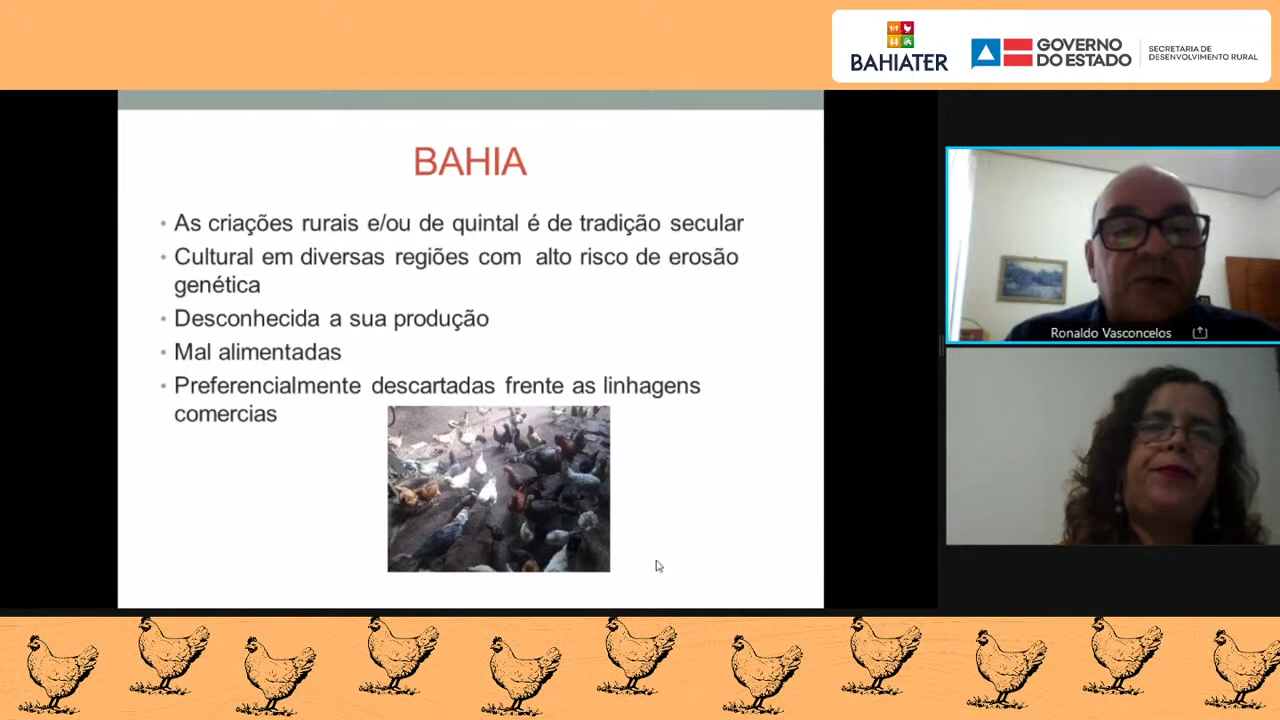 BAHIATER
GOVERNO
DO ESTADO
SECRETARIA DE
DESENVOLVIMENTO RURAL
BAHIA
• As criações rurais e/ou de quintal é de tradição secular
• Cultural em diversas regiões com alto risco de erosão
genética
• Desconhecida a sua produção
• Mal alimentadas
• Preferencialmente descartadas frente as linhagens
comercias
Ronaldo Vasconcelos